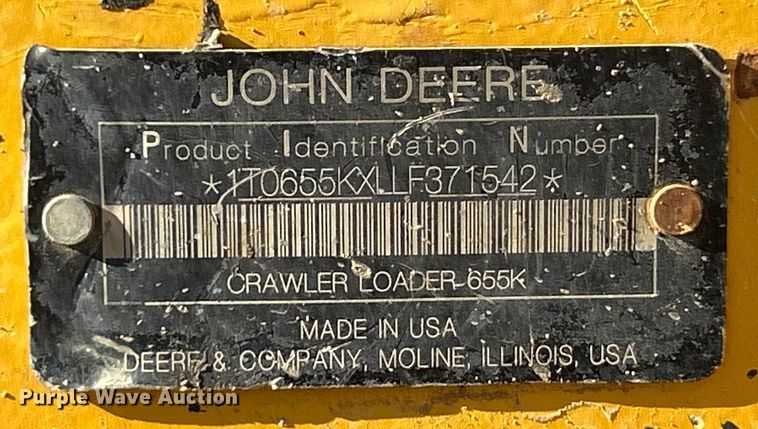 JOHN DEERE
Product Identification Number
*1T0655KXLLF371542*
CRAWLER LOADER 655K
MADE IN USA
DEERE & COMPANY, MOLINE, ILLINOIS, USA
Purple Wave Auction